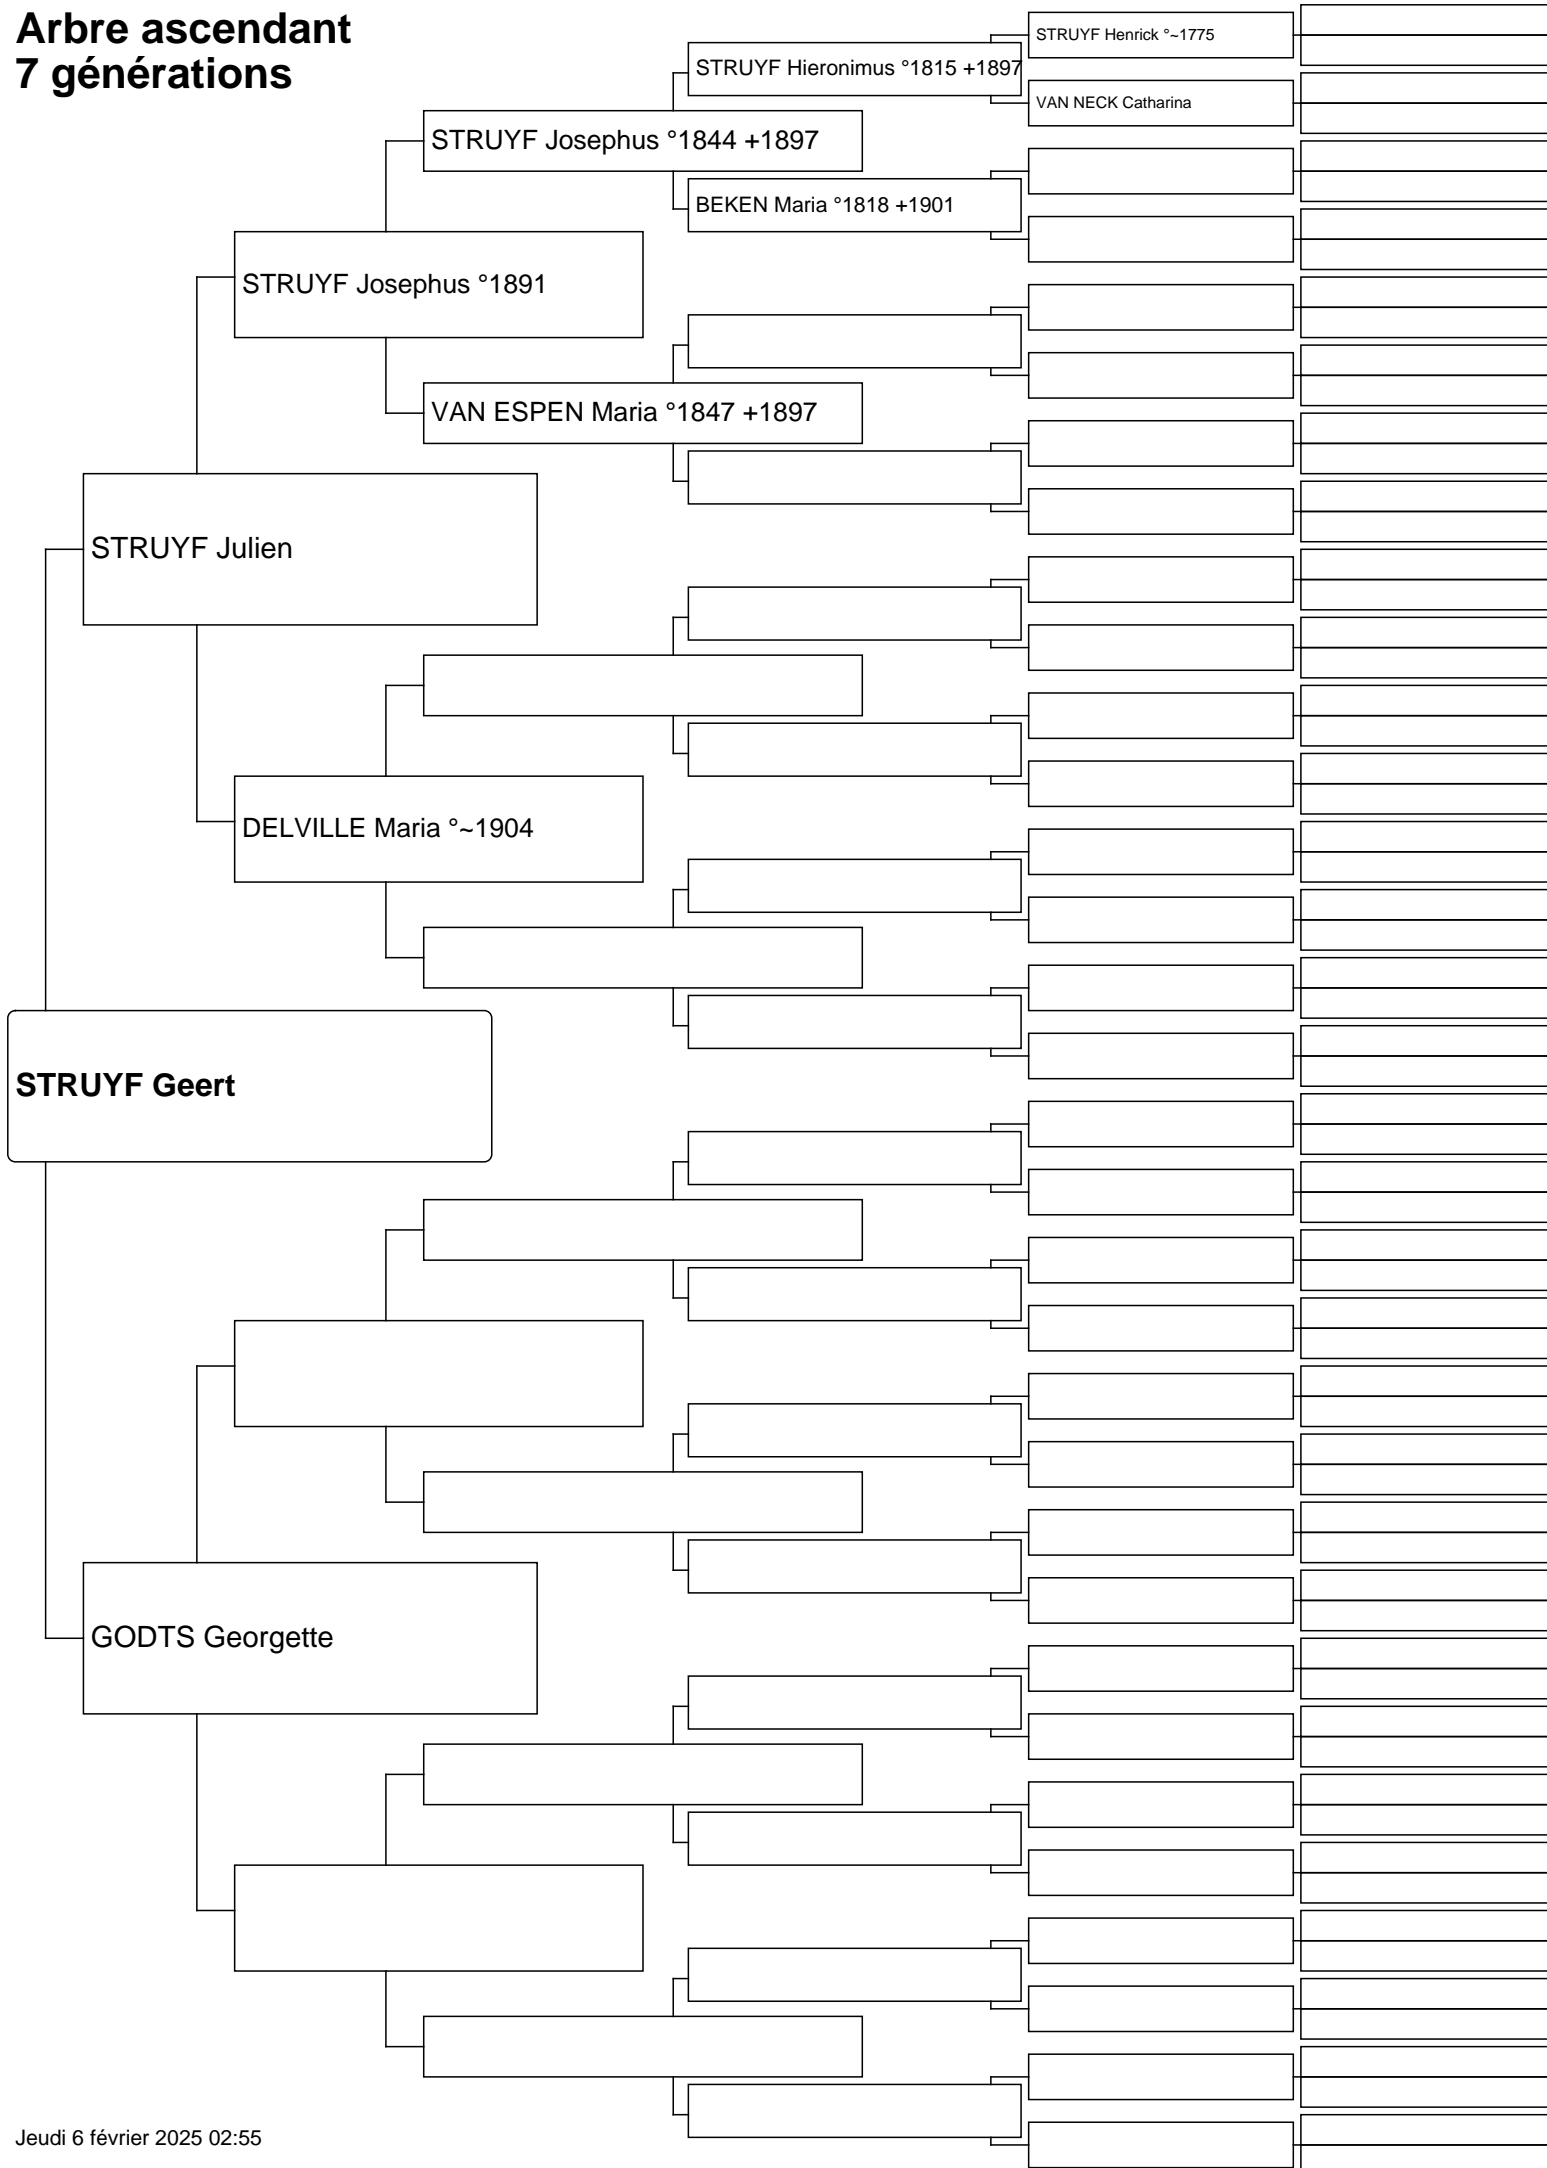 Arbre ascendant
7 générations
STRUYF Henrick °~1775
STRUYF Hieronimus °1815 +1897
VAN NECK Catharina
STRUYF Josephus °1844 +1897
BEKEN Maria °1818 +1901
STRUYF Josephus °1891
VAN ESPEN Maria °1847 +1897
STRUYF Julien
DELVILLE Maria °~1904
STRUYF Geert
GODTS Georgette
Jeudi 6 février 2025 02:55